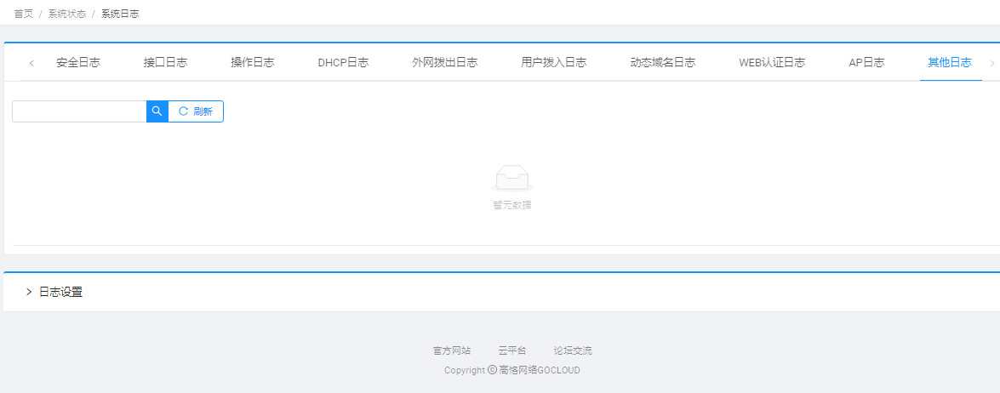 首页 / 系统状态 / 系统日志
安全日志 接口日志 操作日志 DHCP日志 外网拨出日志 用户拨入日志 动态域名日志 WEB认证日志 AP日志 其他日志
刷新
暂无数据
日志设置
官方网站 云平台 论坛交流
Copyright © 高恪网络GOCLOUD